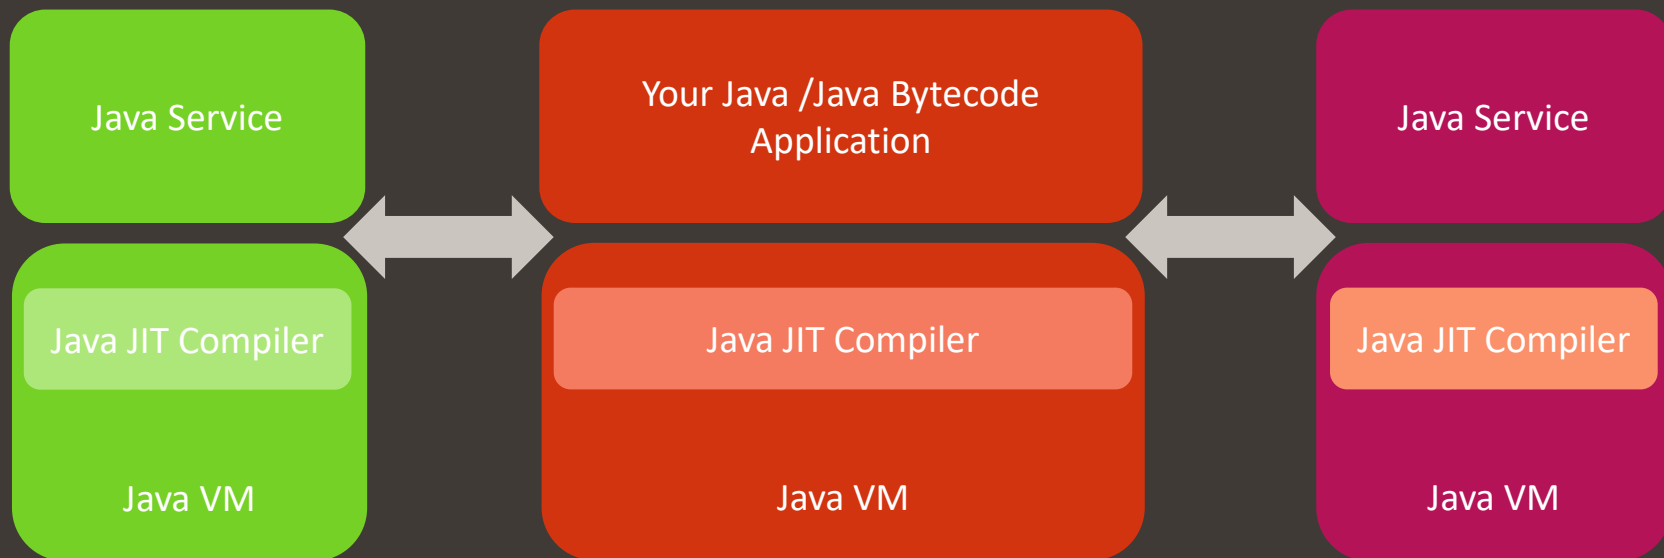 Java Service
Your Java /Java Bytecode
Application
Java Service
Java JIT Compiler
Java JIT Compiler
Java JIT Compiler
Java VM
Java VM
Java VM